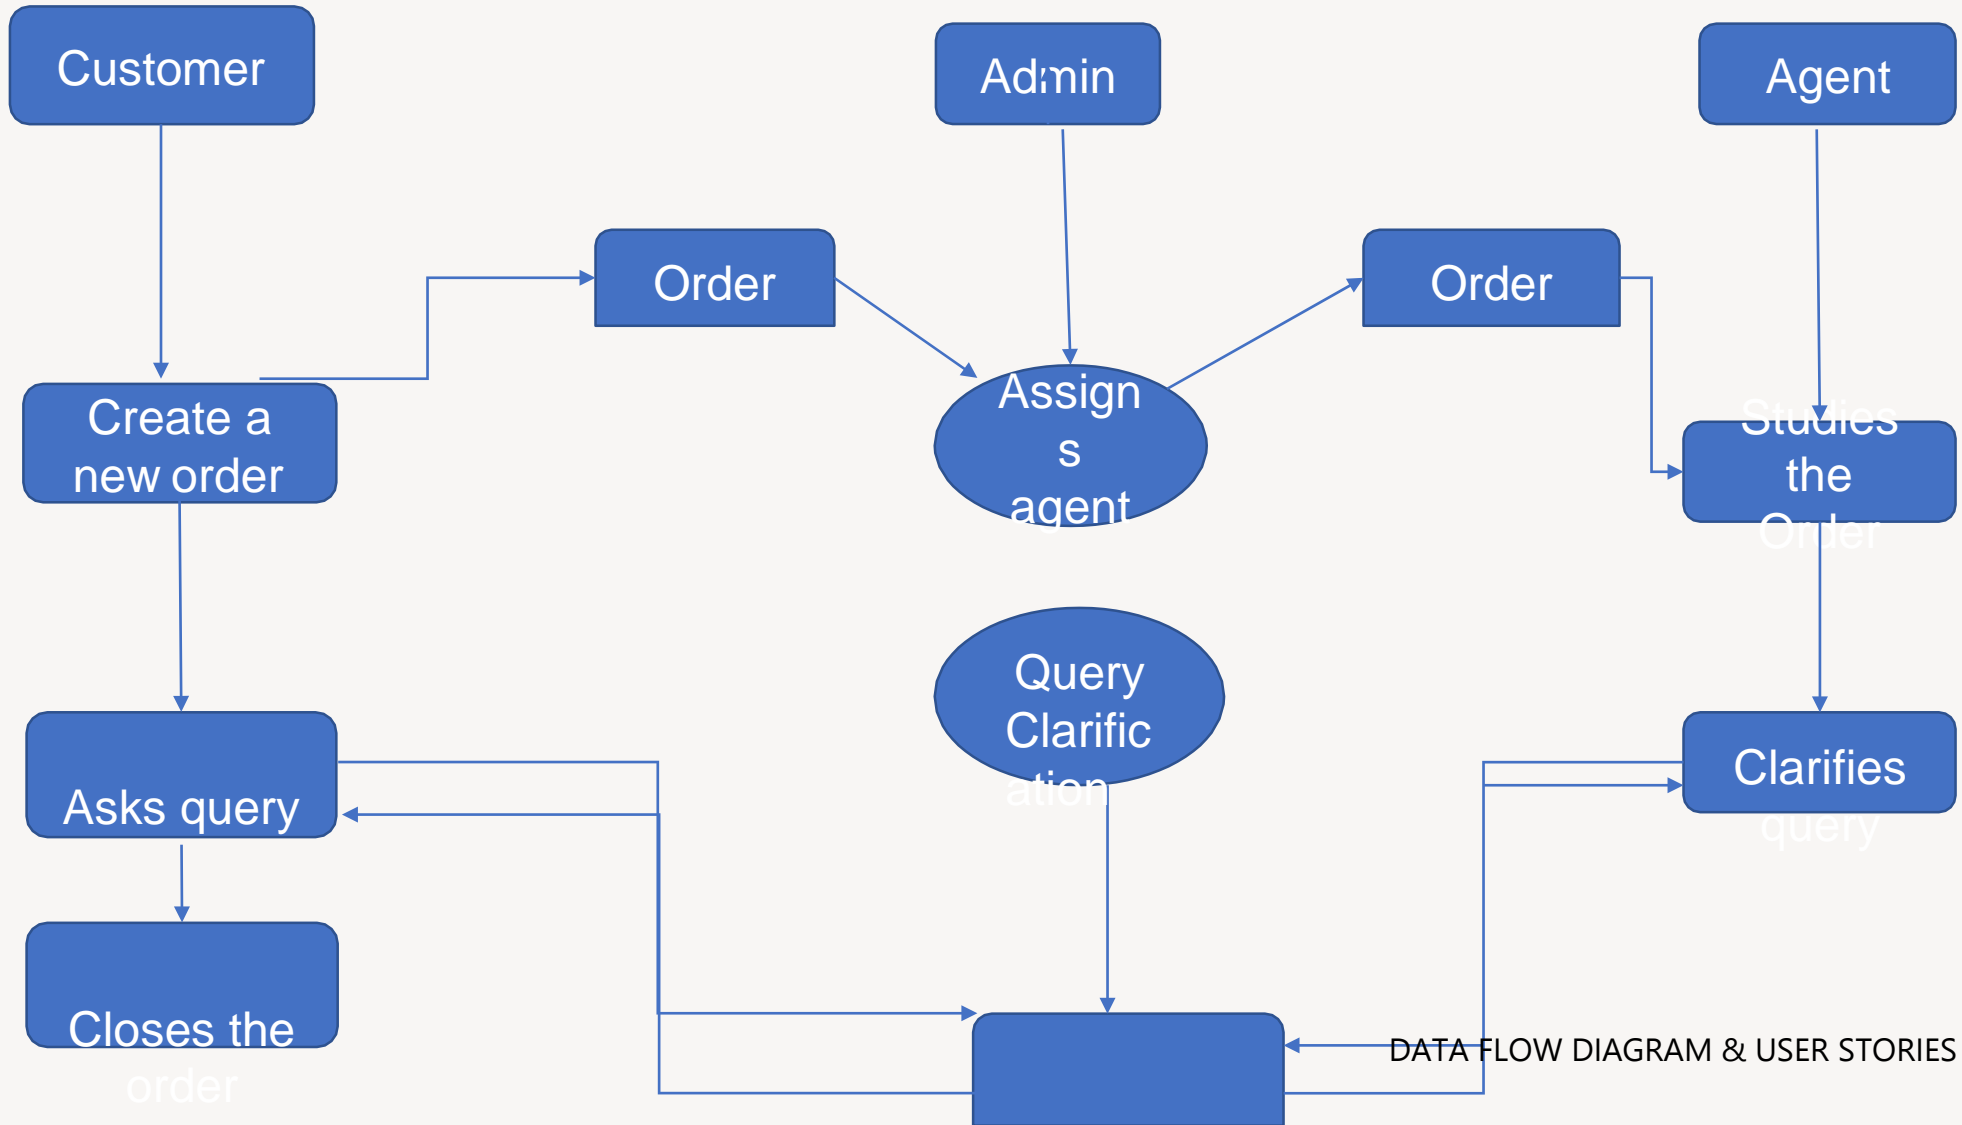 Customer
Admin
Agent
Order
Order
Create a
new order
Assign
s
agent
Studies
the
Order
Query
Clarific
ation
Asks query
Clarifies
query
Closes the
order
DATA FLOW DIAGRAM & USER STORIES